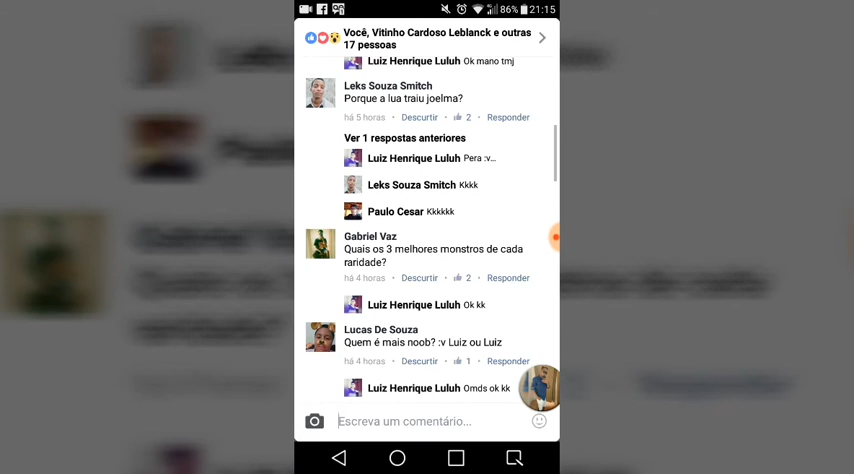 86% 21:15
Você, Vitinho Cardoso Leblanck e outras
17 pessoas
Luiz Henrique Luluh Ok mano tmj
Leks Souza Smitch
Porque a lua traiu joelma?
há 5 horas • Descurtir • 2 • Responder
Ver 1 respostas anteriores
Luiz Henrique Luluh Pera :v...
Leks Souza Smitch Kkkk
Paulo Cesar Kkkkkk
Gabriel Vaz
Quais os 3 melhores monstros de cada
raridade?
há 4 horas • Descurtir • 2 • Responder
Luiz Henrique Luluh Ok kk
Lucas De Souza
Quem é mais noob? :v Luiz ou Luiz
há 4 horas • Descurtir • 1 • Responder
Luiz Henrique Luluh Omds ok kk
Escreva um comentário...